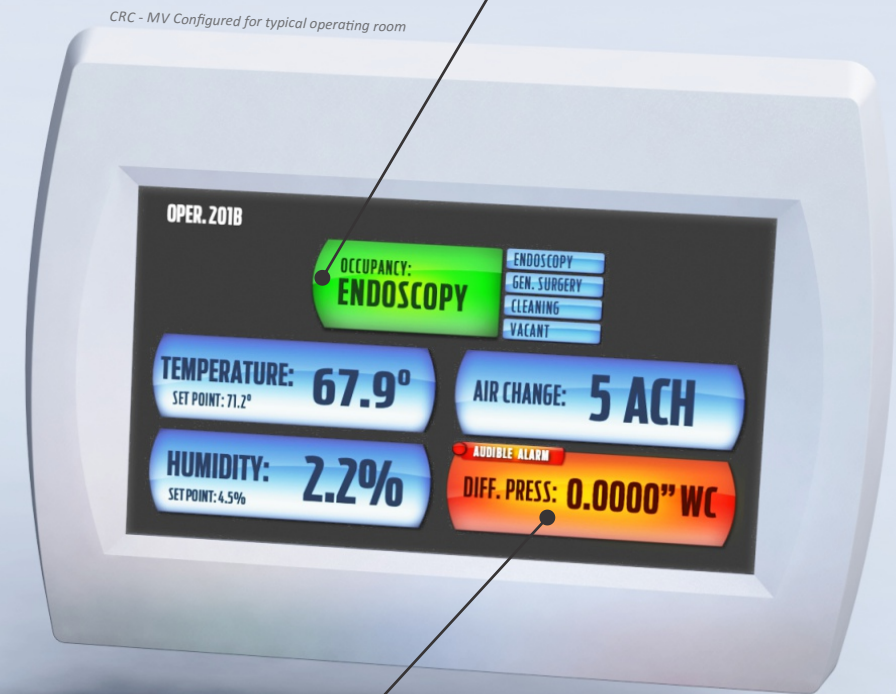 CRC - MV Configured for typical operating room
OPER. 201B
OCCUPANCY:
ENDOSCOPY
ENDOSCOPY
GEN. SURGERY
CLEANING
VACANT
TEMPERATURE: 67.9°
SET POINT: 71.2°
AIR CHANGE: 5 ACH
HUMIDITY: 2.2%
SET POINT: 4.5%
AUDIBLE ALARM
DIFF. PRESS: 0.0000” WC